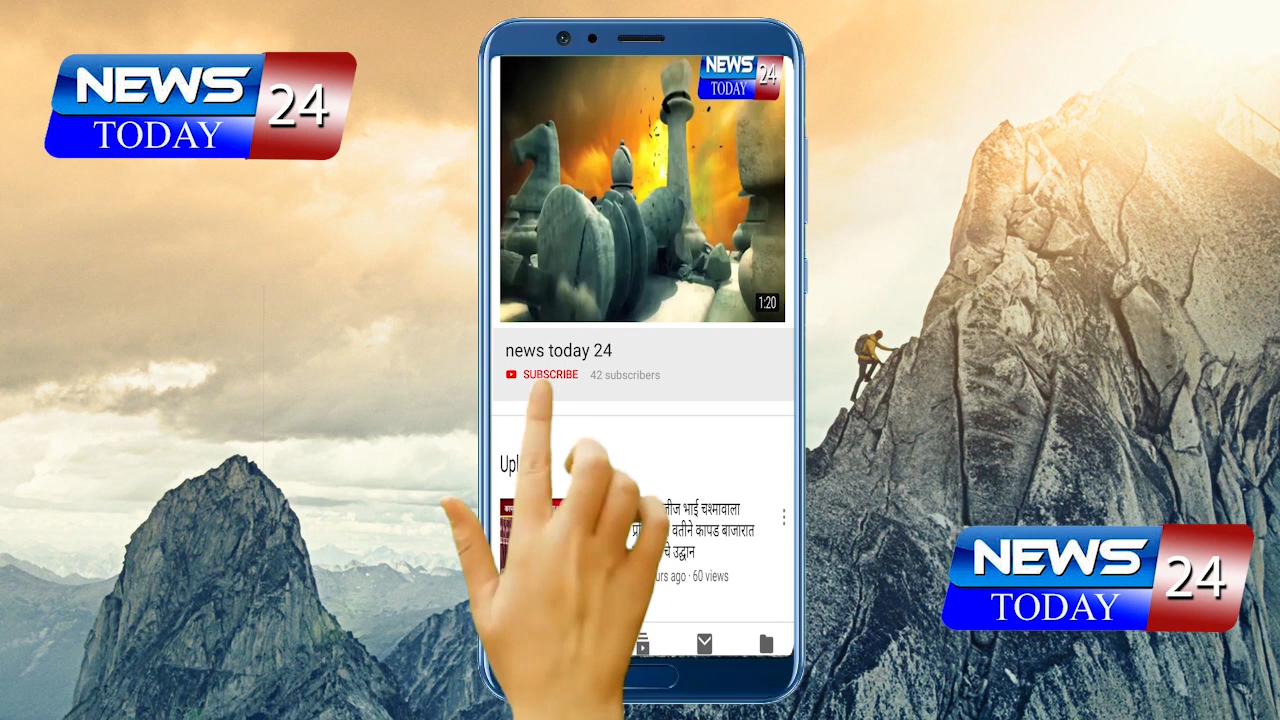 NEWS
TODAY
24
NEWS
TODAY
24
1:20
news today 24
SUBSCRIBE 42 subscribers
भाई चश्मावाला
वतीने कापड बाजारात
चे उद्धान
ago · 60 views
NEWS
TODAY
24